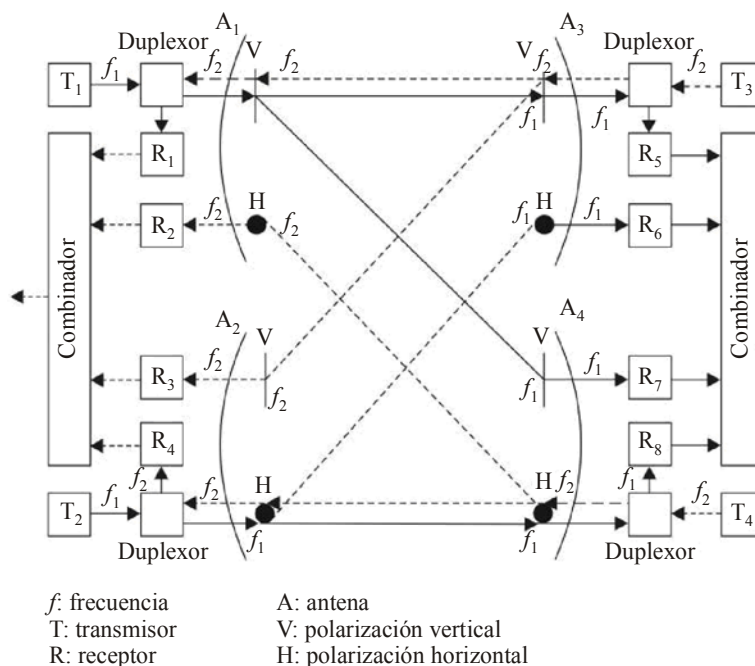 A1
A3
Duplexor
V
V
Duplexor
f2
f2
f2
f2
T1
f1
T3
f1
f1
R1
R5
H
H
R2
f2
f2
f1
f1
R6
Combinador
Combinador
A2
A4
V
V
R3
f2
f2
f1
f1
R7
R4
R8
H
H
f2
f2
f2
f1
f2
T2
f1
T4
f1
f1
Duplexor
Duplexor
f: frecuencia
A: antena
T: transmisor
V: polarización vertical
R: receptor
H: polarización horizontal